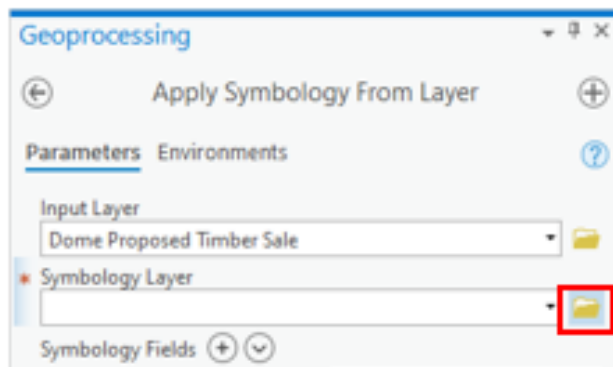 Geoprocessing
Apply Symbology From Layer
Parameters Environments
Input Layer
Dome Proposed Timber Sale
* Symbology Layer
Symbology Fields